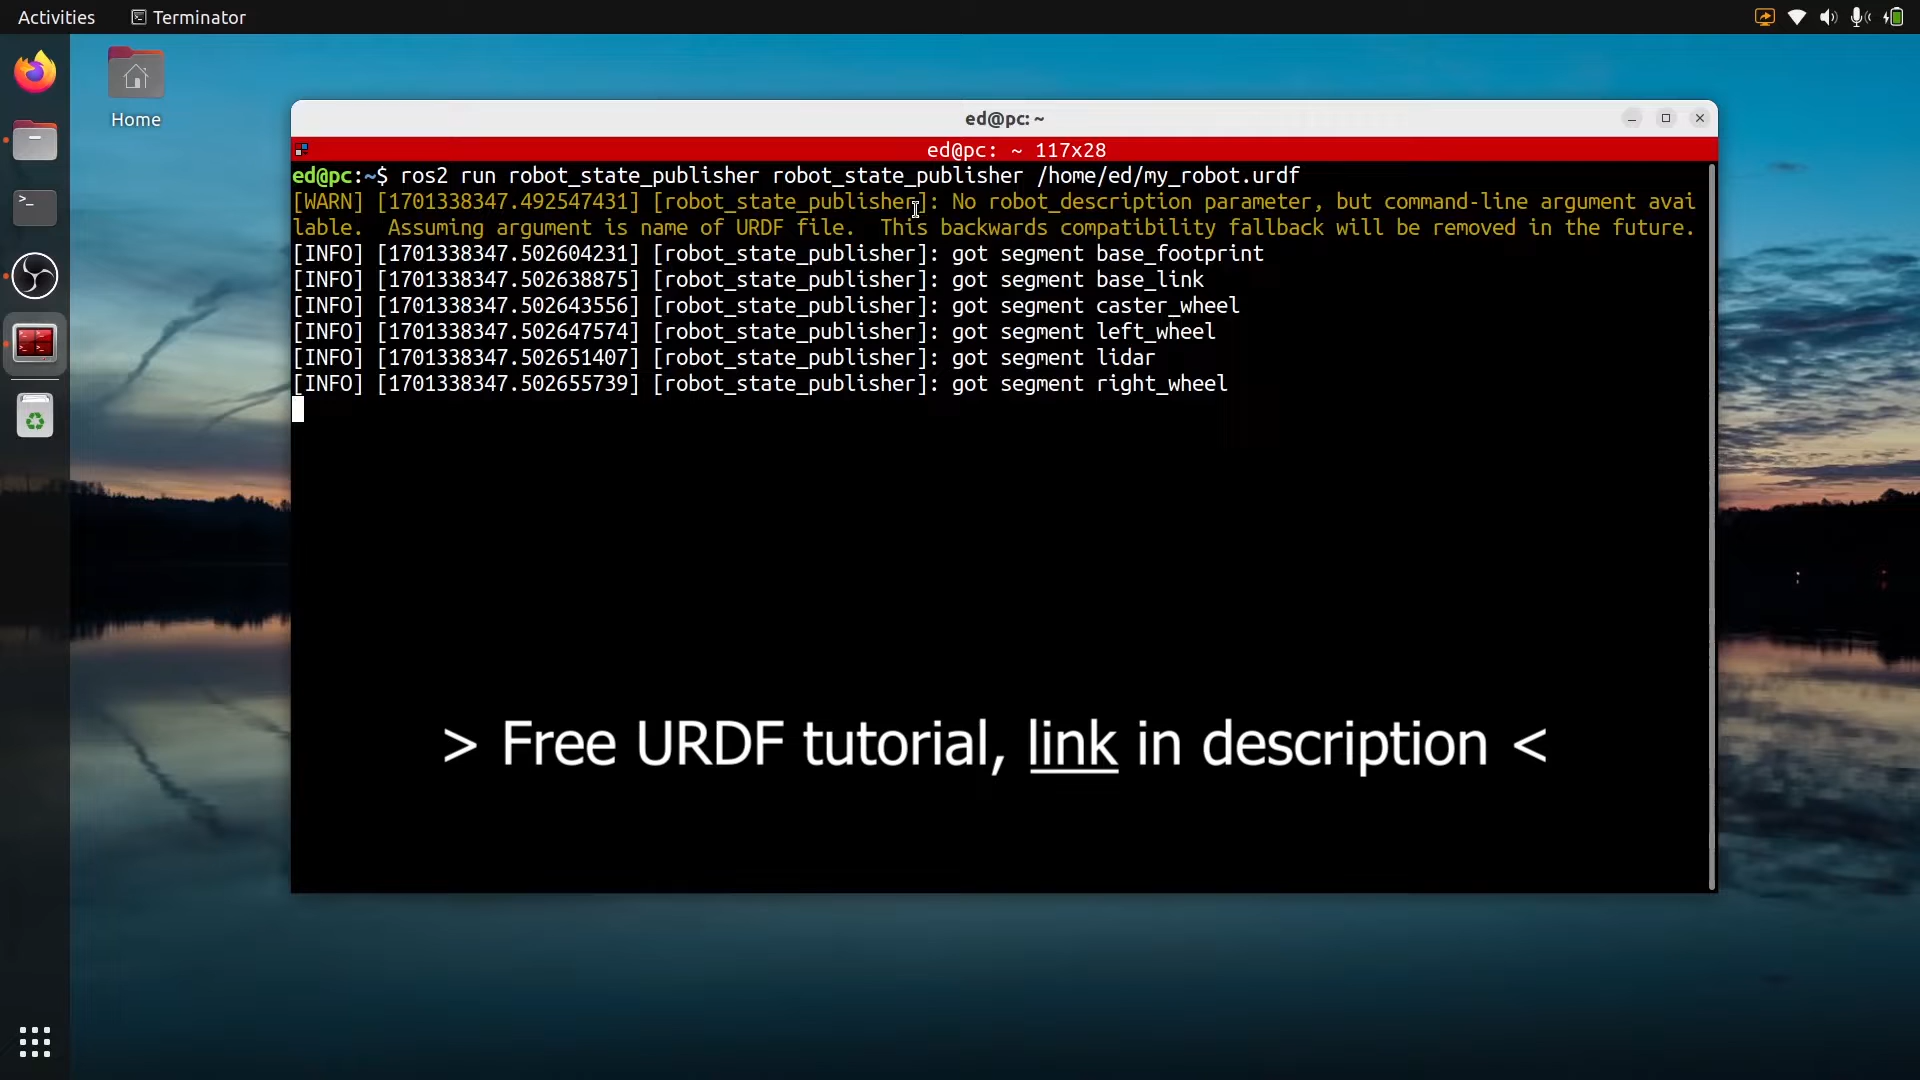 Activities
Terminator
Home
ed@pc: ~
ed@pc: ~ 117x28
ed@pc:~$ ros2 run robot_state_publisher robot_state_publisher /home/ed/my_robot.urdf
[WARN] [1701338347.492547431] [robot_state_publisher]: No robot_description parameter, but command-line argument avai
lable.  Assuming argument is name of URDF file.  This backwards compatibility fallback will be removed in the future.
[INFO] [1701338347.502604231] [robot_state_publisher]: got segment base_footprint
[INFO] [1701338347.502638875] [robot_state_publisher]: got segment base_link
[INFO] [1701338347.502643556] [robot_state_publisher]: got segment caster_wheel
[INFO] [1701338347.502647574] [robot_state_publisher]: got segment left_wheel
[INFO] [1701338347.502651407] [robot_state_publisher]: got segment lidar
[INFO] [1701338347.502655739] [robot_state_publisher]: got segment right_wheel
> Free URDF tutorial, link in description <